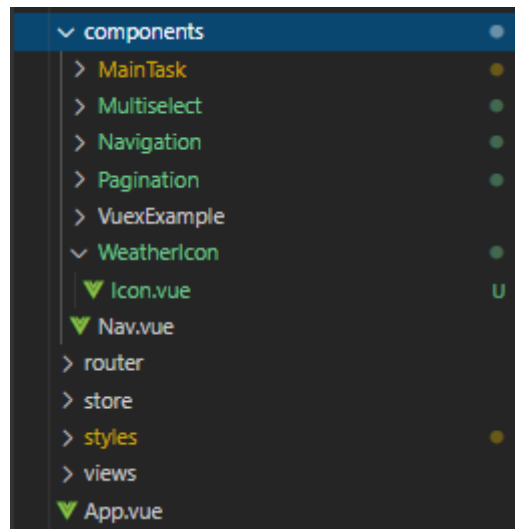 components
MainTask
Multiselect
Navigation
Pagination
VuexExample
WeatherIcon
Icon.vue U
Nav.vue
router
store
styles
views
App.vue